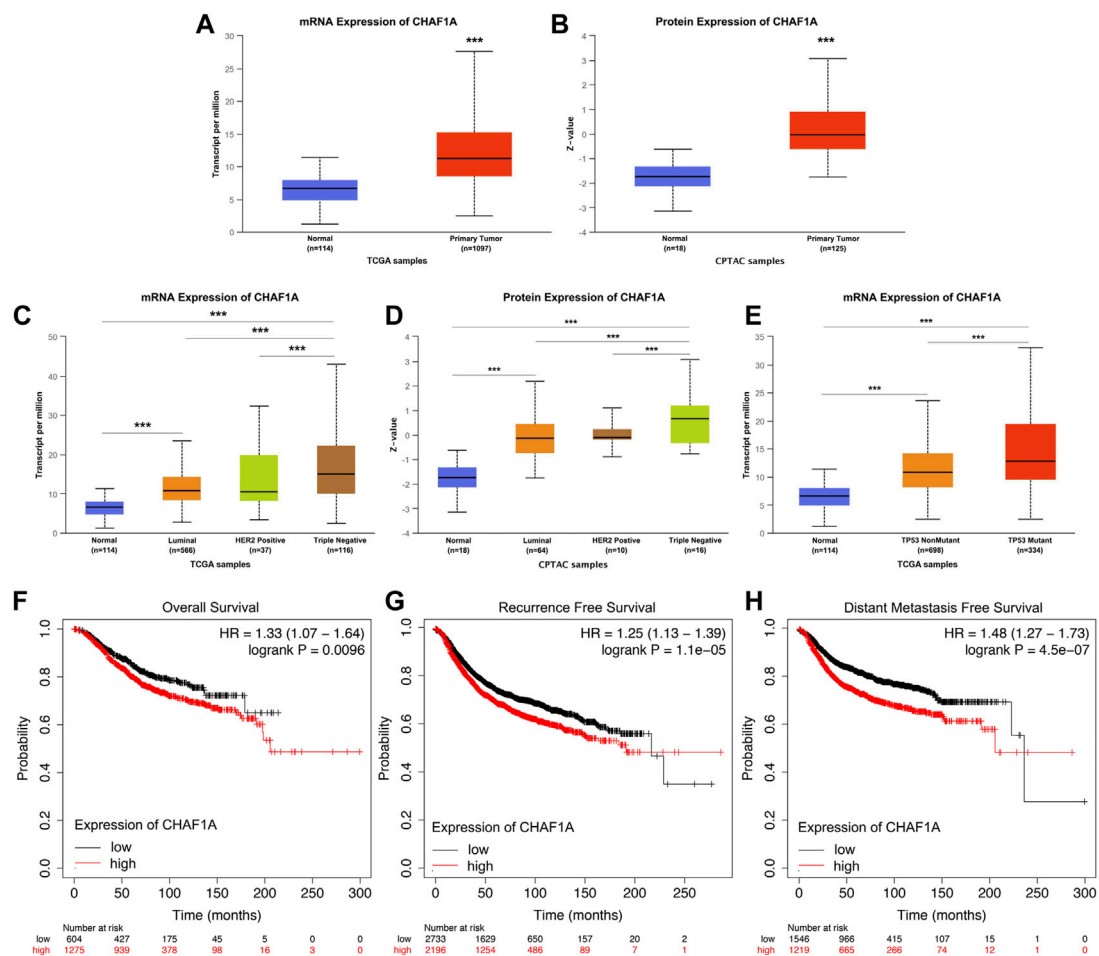 A
mRNA Expression of CHAF1A
Transcript per million
30
25
20
15
10
5
0
***
Normal
(n=114)
Primary Tumor
(n=1097)
TCGA samples
B
Protein Expression of CHAF1A
Z-value
4
3
2
1
0
-1
-2
-3
-4
***
Normal
(n=18)
Primary Tumor
(n=125)
CPTAC samples
C
mRNA Expression of CHAF1A
Transcript per million
50
40
30
20
10
0
***
***
***
***
Normal
(n=114)
Luminal
(n=566)
HER2 Positive
(n=37)
Triple Negative
(n=116)
TCGA samples
D
Protein Expression of CHAF1A
Z-value
4
3
2
1
0
-1
-2
-3
-4
***
***
***
***
Normal
(n=18)
Luminal
(n=64)
HER2 Postive
(n=10)
Triple Negative
(n=16)
CPTAC samples
E
mRNA Expression of CHAF1A
Transcript per million
35
30
25
20
15
10
5
0
***
***
***
Normal
(n=114)
TP53 NonMutant
(n=698)
TP53 Mutant
(n=334)
TCGA samples
F
Overall Survival
HR = 1.33 (1.07 – 1.64)
logrank P = 0.0096
Probability
1.0
0.8
0.6
0.4
0.2
0.0
Expression of CHAF1A
low
high
0 50 100 150 200 250 300
Time (months)
Number at risk
low 604 427 175 45 5 0 0
high 1275 939 378 98 16 3 0
G
Recurrence Free Survival
HR = 1.25 (1.13 – 1.39)
logrank P = 1.1e-05
Probability
1.0
0.8
0.6
0.4
0.2
0.0
Expression of CHAF1A
low
high
0 50 100 150 200 250
Time (months)
Number at risk
low 2733 1629 650 157 20 2
high 2196 1254 486 89 7 1
H
Distant Metastasis Free Survival
HR = 1.48 (1.27 – 1.73)
logrank P = 4.5e-07
Probability
1.0
0.8
0.6
0.4
0.2
0.0
Expression of CHAF1A
low
high
0 50 100 150 200 250 300
Time (months)
Number at risk
low 1546 966 415 107 15 1 0
high 1219 665 266 74 12 1 0